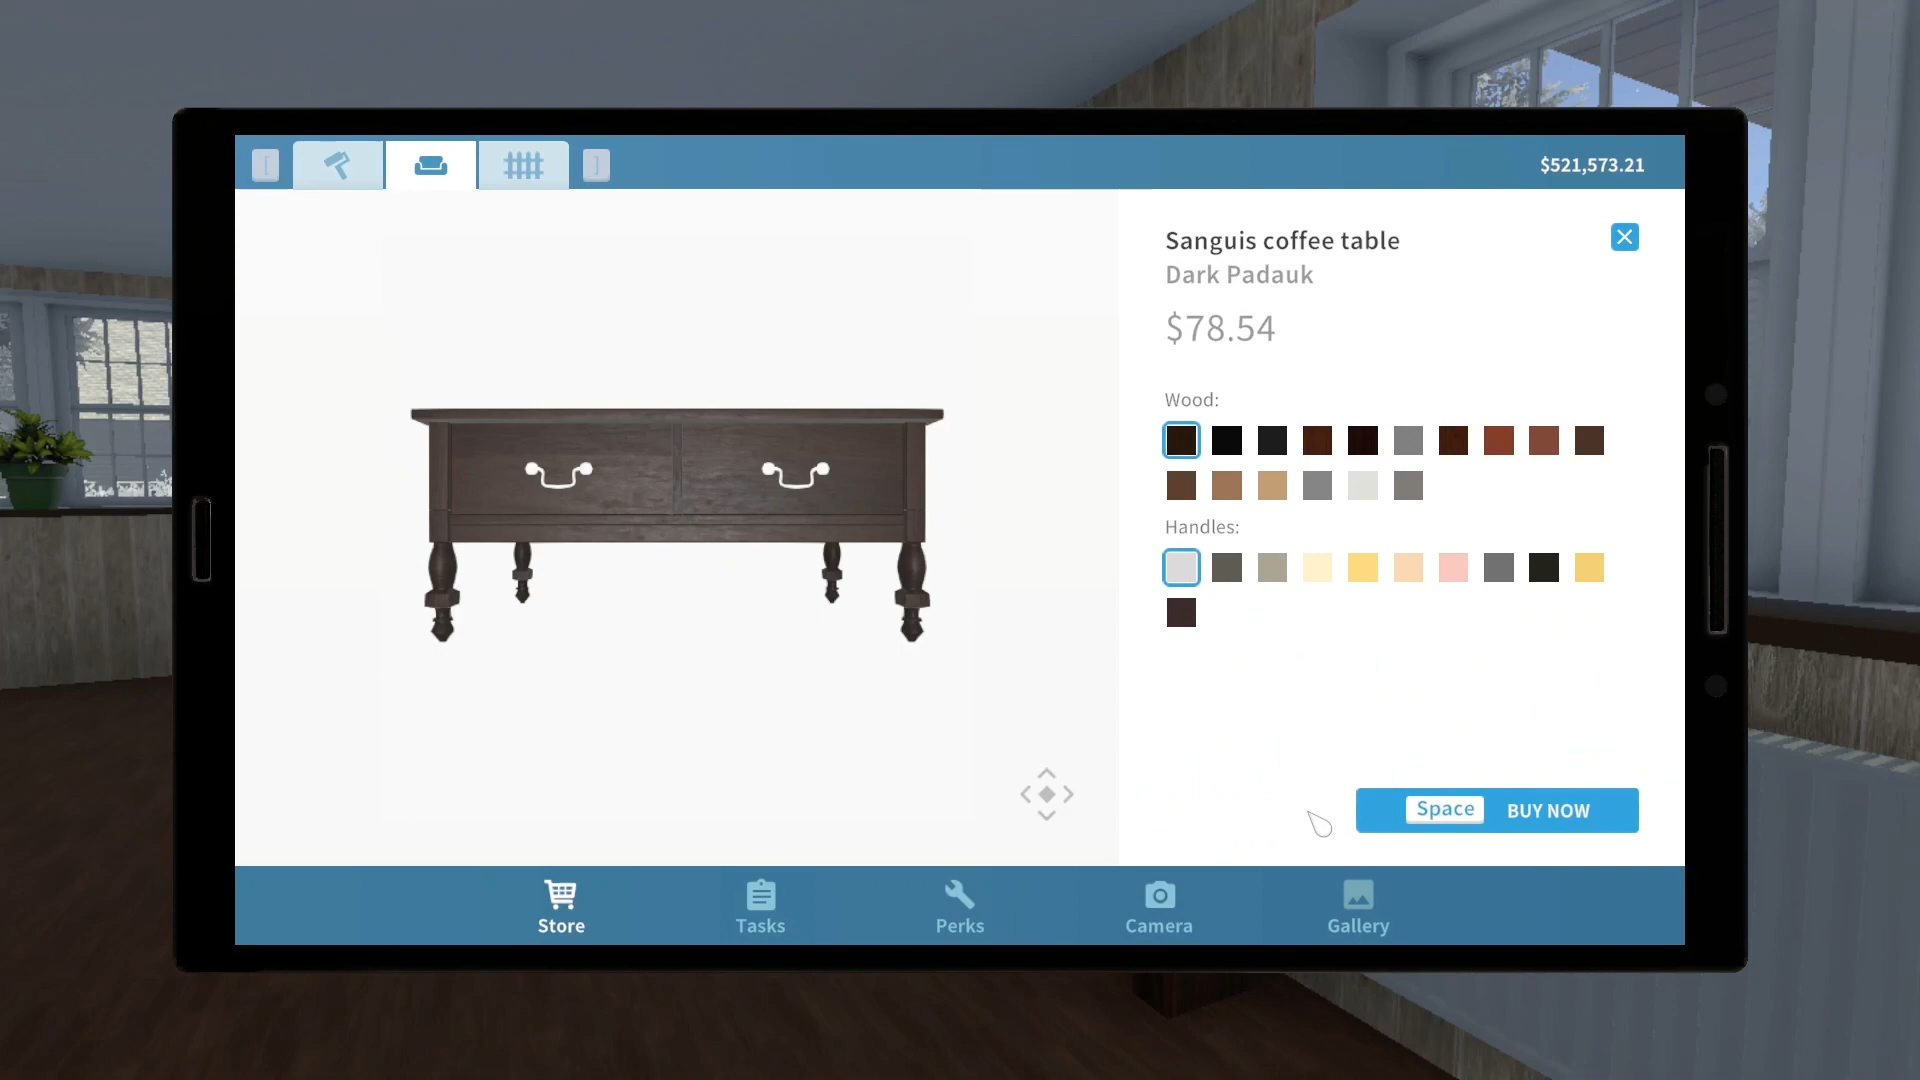 [
]
$521,573.21
Sanguis coffee table
Dark Padauk
$78.54
Wood:
Handles:
Space BUY NOW
Store
Tasks
Perks
Camera
Gallery